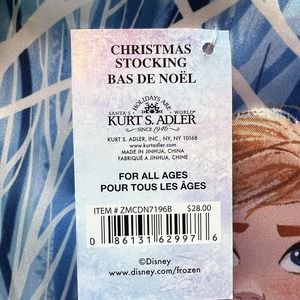 CHRISTMAS
STOCKING
BAS DE NOËL
HOLIDAYS ARE
SANTA'S WORLD®
KURT S. ADLER
SINCE 1946
KURT S. ADLER, INC., NY, NY 10168
www.kurtadler.com
MADE IN JINHUA, CHINA
FABRIQUÉ À JINHUA, CHINE
FOR ALL AGES
POUR TOUS LES ÂGES
ITEM # ZMCDN7196B $28.00
0 86131 62997 6
©Disney
www.disney.com/frozen